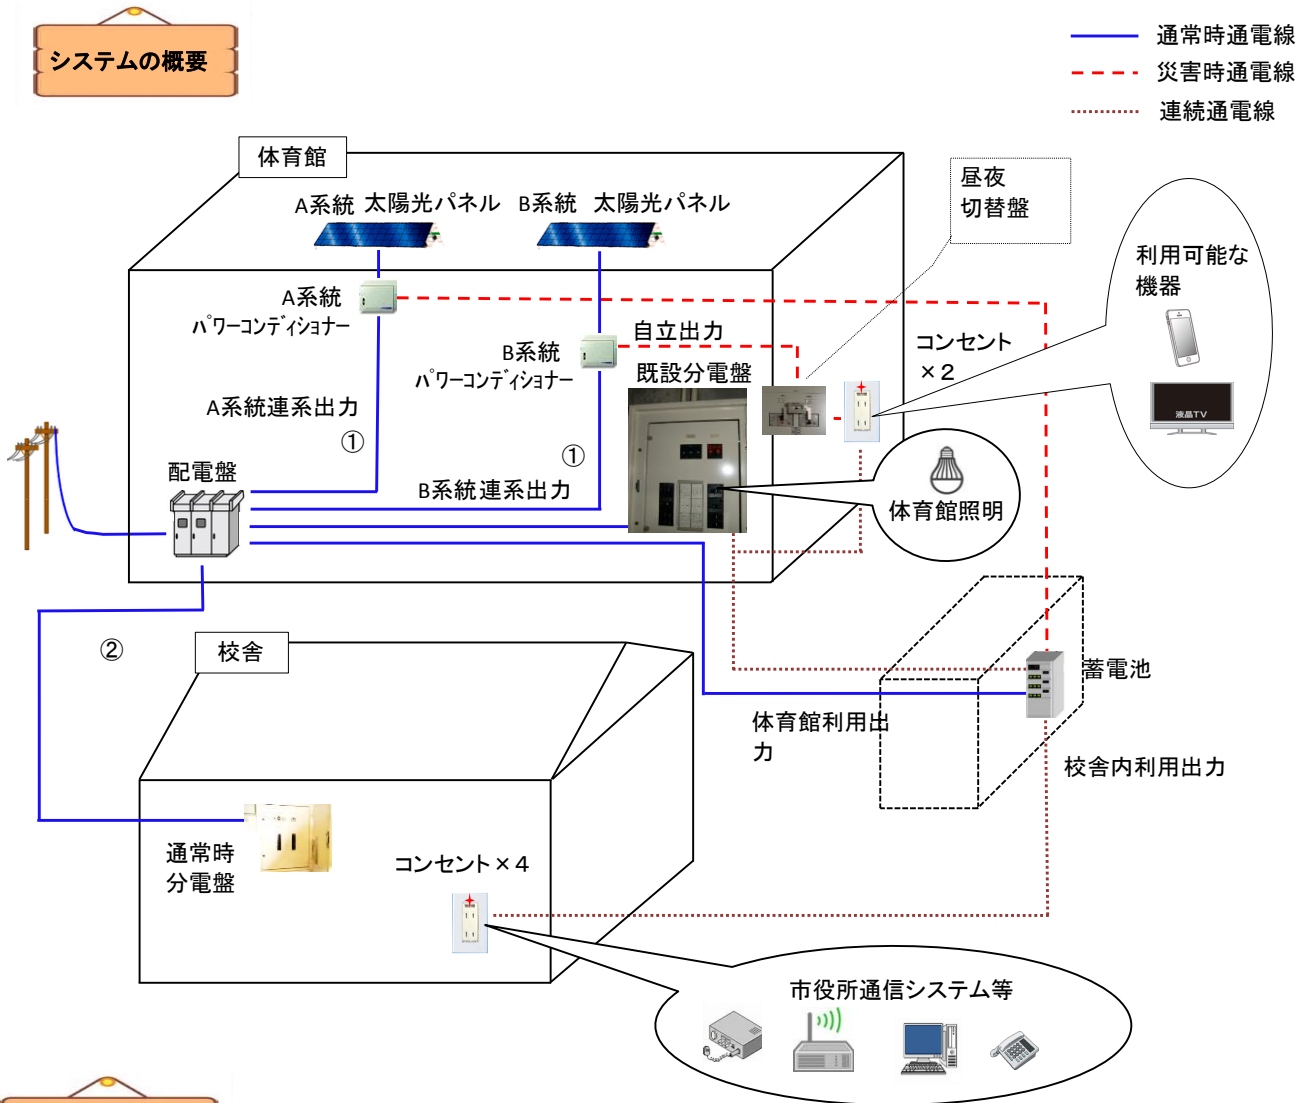 システムの概要
通常時通電線
災害時通電線
連続通電線
体育館
昼夜
切替盤
A系統 太陽光パネル
B系統 太陽光パネル
利用可能な
機器
A系統
ﾊﾟﾜｰｺﾝﾃﾞｨｼｮﾅｰ
自立出力
B系統
ﾊﾟﾜｰｺﾝﾃﾞｨｼｮﾅｰ
既設分電盤
コンセント
×2
液晶TV
A系統連系出力
①
①
配電盤
B系統連系出力
体育館照明
②
校舎
蓄電池
体育館利用出
力
校舎内利用出力
通常時
分電盤
コンセント×4
市役所通信システム等